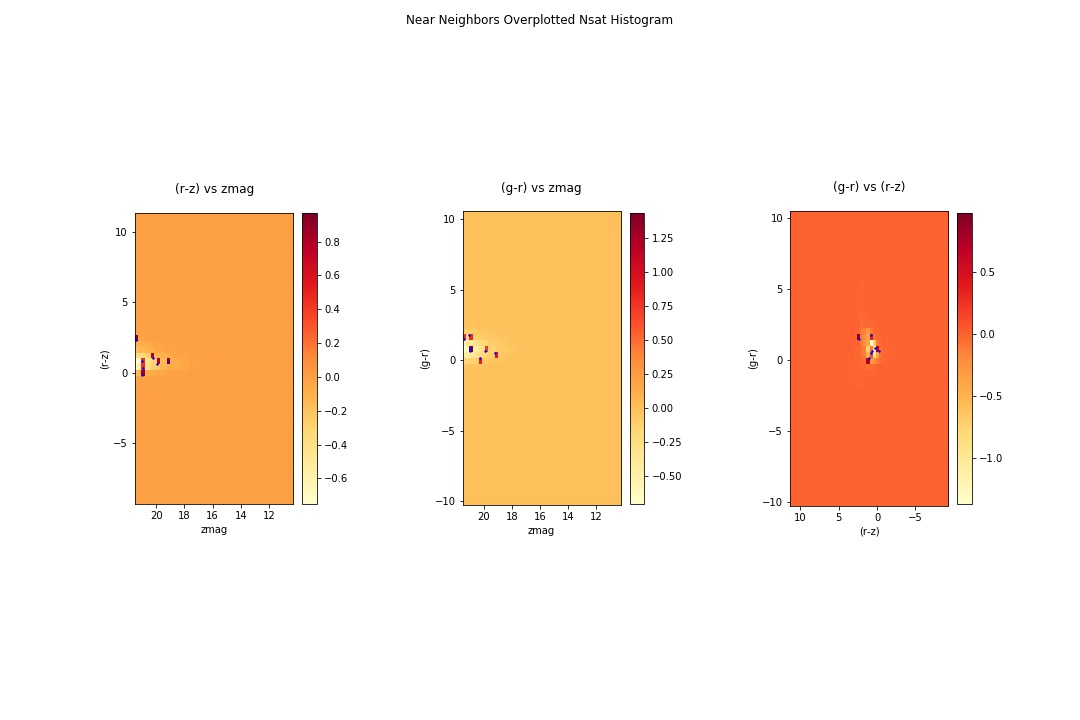 Near Neighbors Overplotted Nsat Histogram
(r-z) vs zmag
10
5
0
−5
(r-z)
20 18 16 14 12
zmag
0.8
0.6
0.4
0.2
0.0
−0.2
−0.4
−0.6
(g-r) vs zmag
10
5
0
−5
−10
(g-r)
20 18 16 14 12
zmag
1.25
1.00
0.75
0.50
0.25
0.00
−0.25
−0.50
(g-r) vs (r-z)
10
5
0
−5
−10
(g-r)
10 5 0 −5
(r-z)
0.5
0.0
−0.5
−1.0